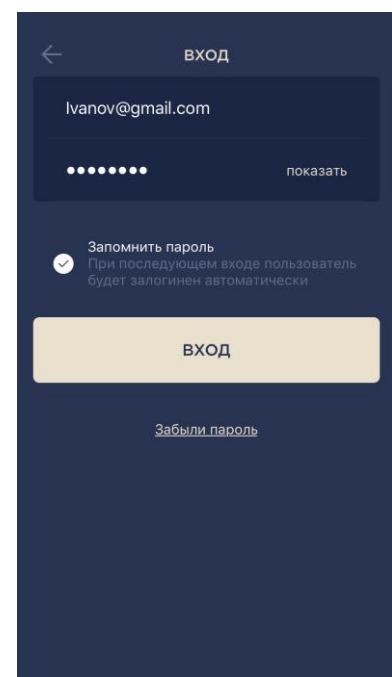 ВХОД
Ivanov@gmail.com
●●●●●●●● показать
Запомнить пароль
При последующем входе пользователь
будет залогинен автоматически
ВХОД
Забыли пароль